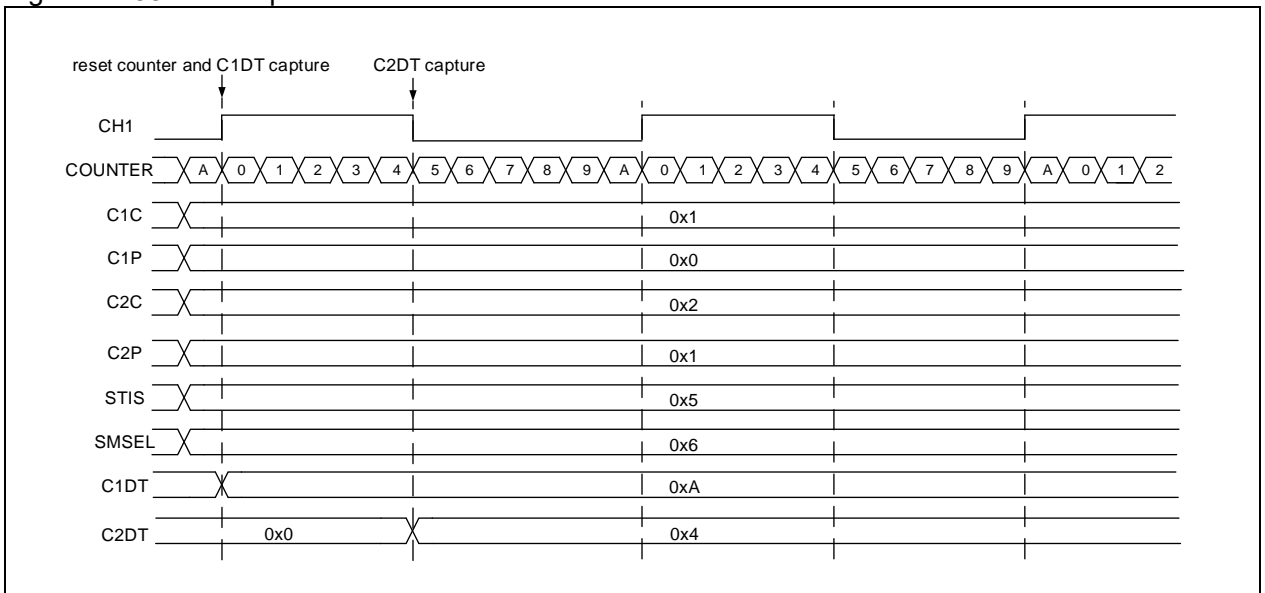 reset counter and C1DT capture C2DT capture
CH1
COUNTER A 0 1 2 3 4 5 6 7 8 9 A 0 1 2 3 4 5 6 7 8 9 A 0 1 2
C1C 0x1
C1P 0x0
C2C 0x2
C2P 0x1
STIS 0x5
SMSEL 0x6
C1DT 0xA
C2DT 0x0 0x4